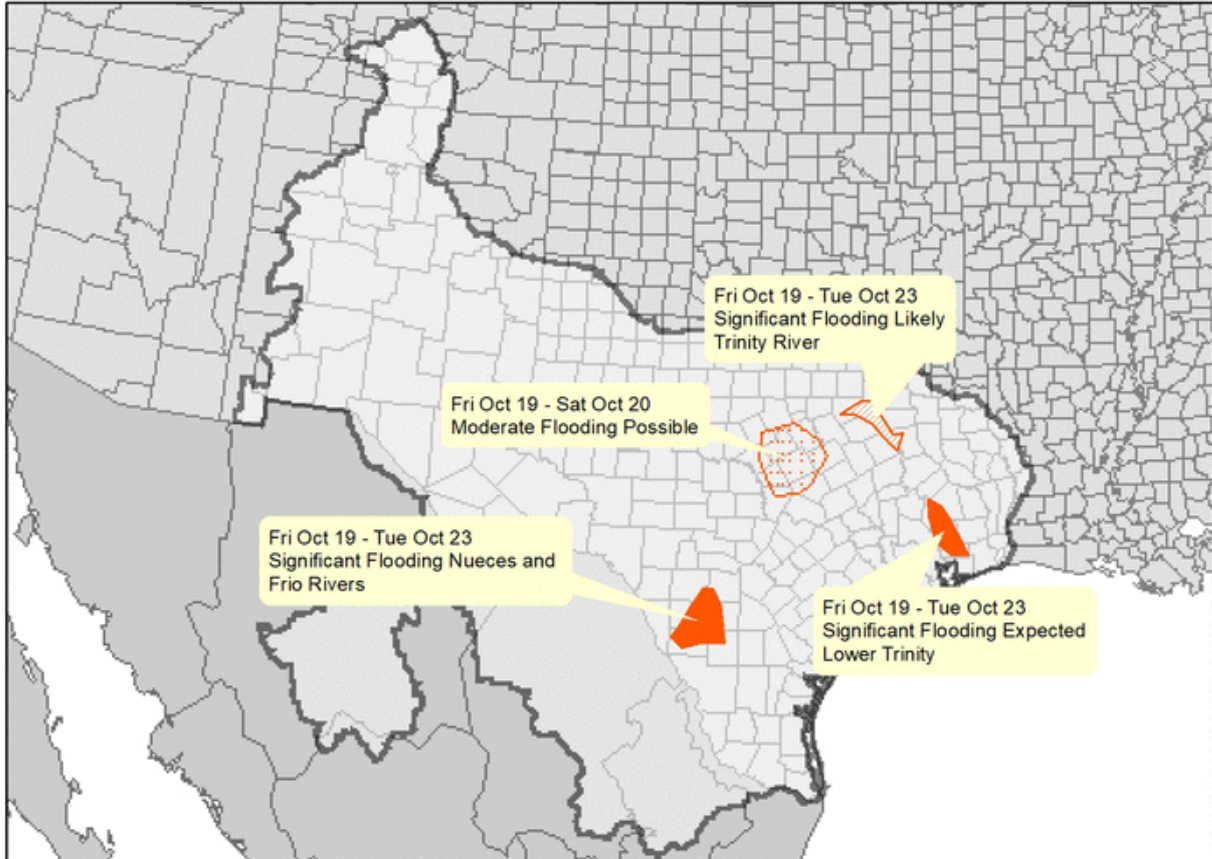 Fri Oct 19 - Tue Oct 23
Significant Flooding Likely
Trinity River
Fri Oct 19 - Sat Oct 20
Moderate Flooding Possible
Fri Oct 19 - Tue Oct 23
Significant Flooding Nueces and
Frio Rivers
Fri Oct 19 - Tue Oct 23
Significant Flooding Expected
Lower Trinity